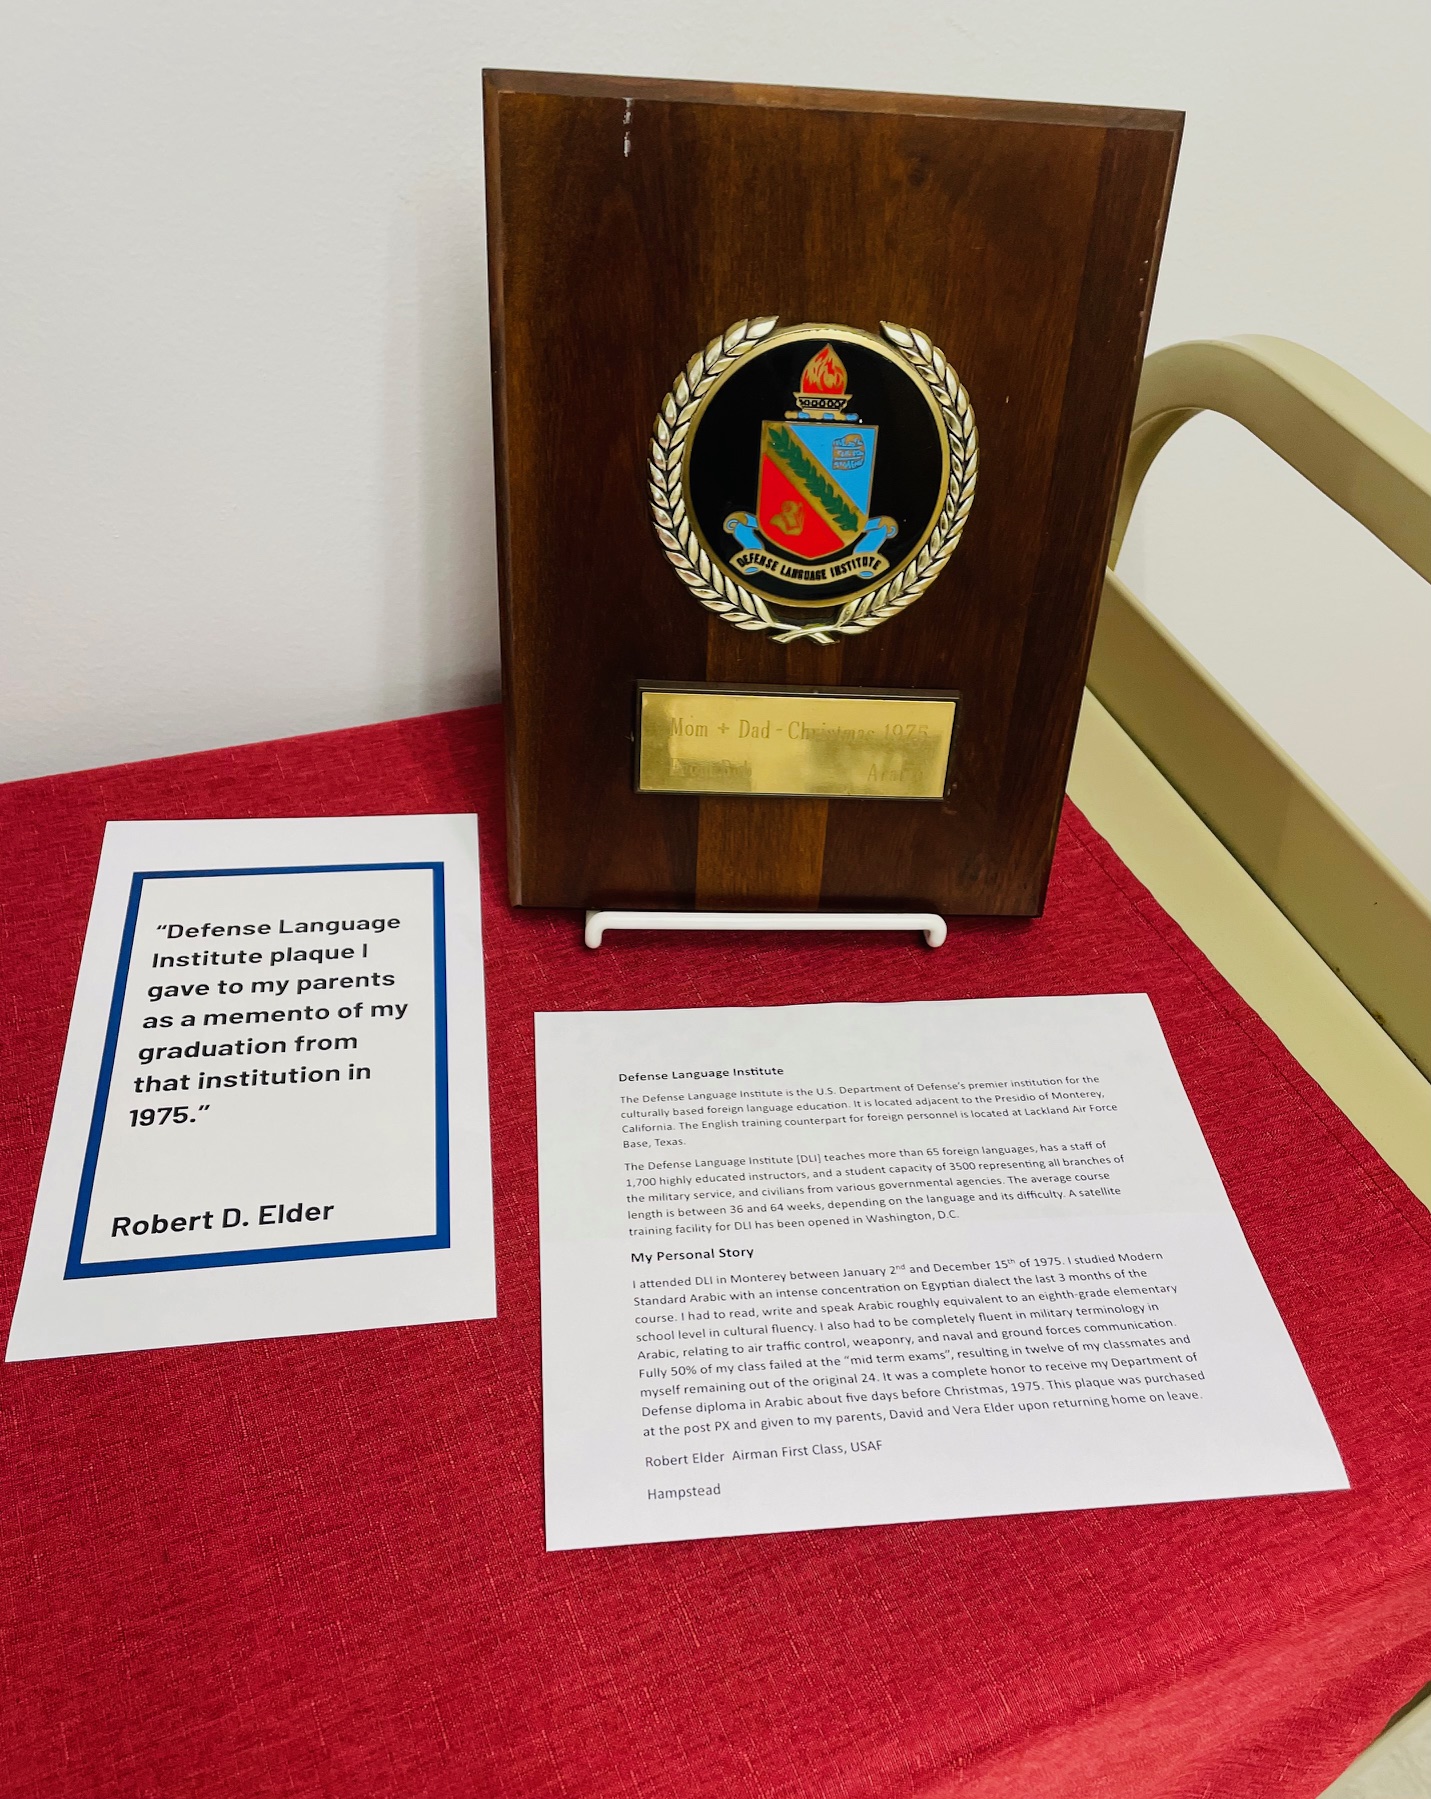 DEFENSE LANGUAGE INSTITUTE
Mom + Dad - Christmas 1975
From Bob Arabic
“Defense Language
Institute plaque I
gave to my parents
as a memento of my
graduation from
that institution in
1975.”
Robert D. Elder
Defense Language Institute
The Defense Language Institute is the U.S. Department of Defense's premier institution for the
culturally based foreign language education. It is located adjacent to the Presidio of Monterey,
California. The English training counterpart for foreign personnel is located at Lackland Air Force
Base, Texas.
The Defense Language Institute [DLI] teaches more than 65 foreign languages, has a staff of
1,700 highly educated instructors, and a student capacity of 3500 representing all branches of
the military service, and civilians from various governmental agencies. The average course
length is between 36 and 64 weeks, depending on the language and its difficulty. A satellite
training facility for DLI has been opened in Washington, D.C.
My Personal Story
I attended DLI in Monterey between January 2nd and December 15th of 1975. I studied Modern
Standard Arabic with an intense concentration on Egyptian dialect the last 3 months of the
course. I had to read, write and speak Arabic roughly equivalent to an eighth-grade elementary
school level in cultural fluency. I also had to be completely fluent in military terminology in
Arabic, relating to air traffic control, weaponry, and naval and ground forces communication.
Fully 50% of my class failed at the “mid term exams”, resulting in twelve of my classmates and
myself remaining out of the original 24. It was a complete honor to receive my Department of
Defense diploma in Arabic about five days before Christmas, 1975. This plaque was purchased
at the post PX and given to my parents, David and Vera Elder upon returning home on leave.
Robert Elder Airman First Class, USAF
Hampstead